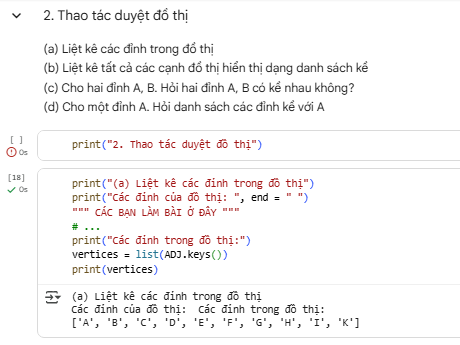 2. Thao tác duyệt đồ thị
(a) Liệt kê các đỉnh trong đồ thị
(b) Liệt kê tất cả các cạnh đồ thị hiển thị dạng danh sách kề
(c) Cho hai đỉnh A, B. Hỏi hai đỉnh A, B có kề nhau không?
(d) Cho một đỉnh A. Hỏi danh sách các đỉnh kề với A
[ ]
0s
print("2. Thao tác duyệt đồ thị")
[18]
0s
print("(a) Liệt kê các đỉnh trong đồ thị")
print("Các đỉnh của đồ thị: ", end = " ")
""" CÁC BẠN LÀM BÀI Ở ĐÂY """
# ...
print("Các đỉnh trong đồ thị:")
vertices = list(ADJ.keys())
print(vertices)
(a) Liệt kê các đỉnh trong đồ thị
Các đỉnh của đồ thị:  Các đỉnh trong đồ thị:
['A', 'B', 'C', 'D', 'E', 'F', 'G', 'H', 'I', 'K']